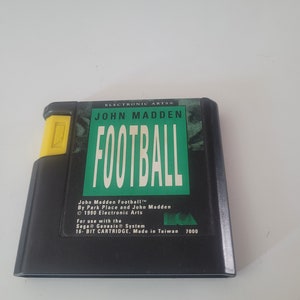 ELECTRONIC ARTS®
JOHN MADDEN
FOOTBALL
John Madden Football™
By Park Place and John Madden
© 1990 Electronic Arts
For use with the
Sega® Genesis® System
16- BIT CARTRIDGE, Made in Taiwan 7000